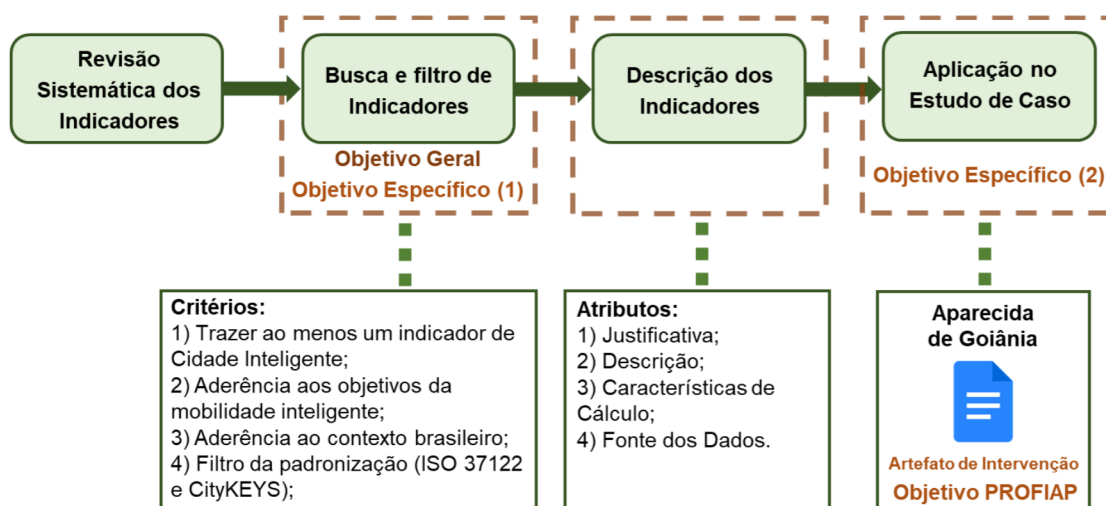 Revisão
Sistemática dos
Indicadores
Busca e filtro de
Indicadores
Objetivo Geral
Objetivo Específico (1)
Descrição dos
Indicadores
Aplicação no
Estudo de Caso
Objetivo Específico (2)
Critérios:
1) Trazer ao menos um indicador de
Cidade Inteligente;
2) Aderência aos objetivos da
mobilidade inteligente;
3) Aderência ao contexto brasileiro;
4) Filtro da padronização (ISO 37122
e CityKEYS);
Atributos:
1) Justificativa;
2) Descrição;
3) Características de
Cálculo;
4) Fonte dos Dados.
Aparecida
de Goiânia
Artefato de Intervenção
Objetivo PROFIAP